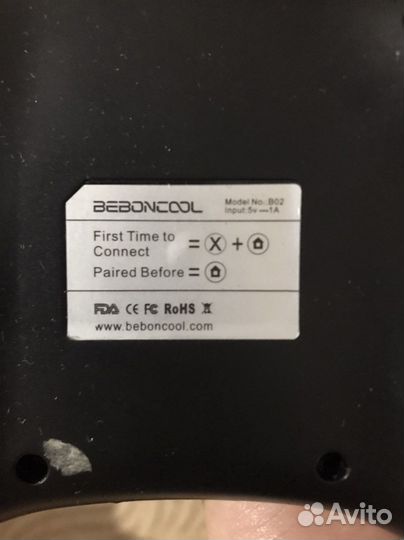 BEBONCOOL
Model No.:B02
Input:5v⎓1A
First Time to
Connect = Ⓧ +
Paired Before =
FDA CE FC RoHS
www.beboncool.com
Avito